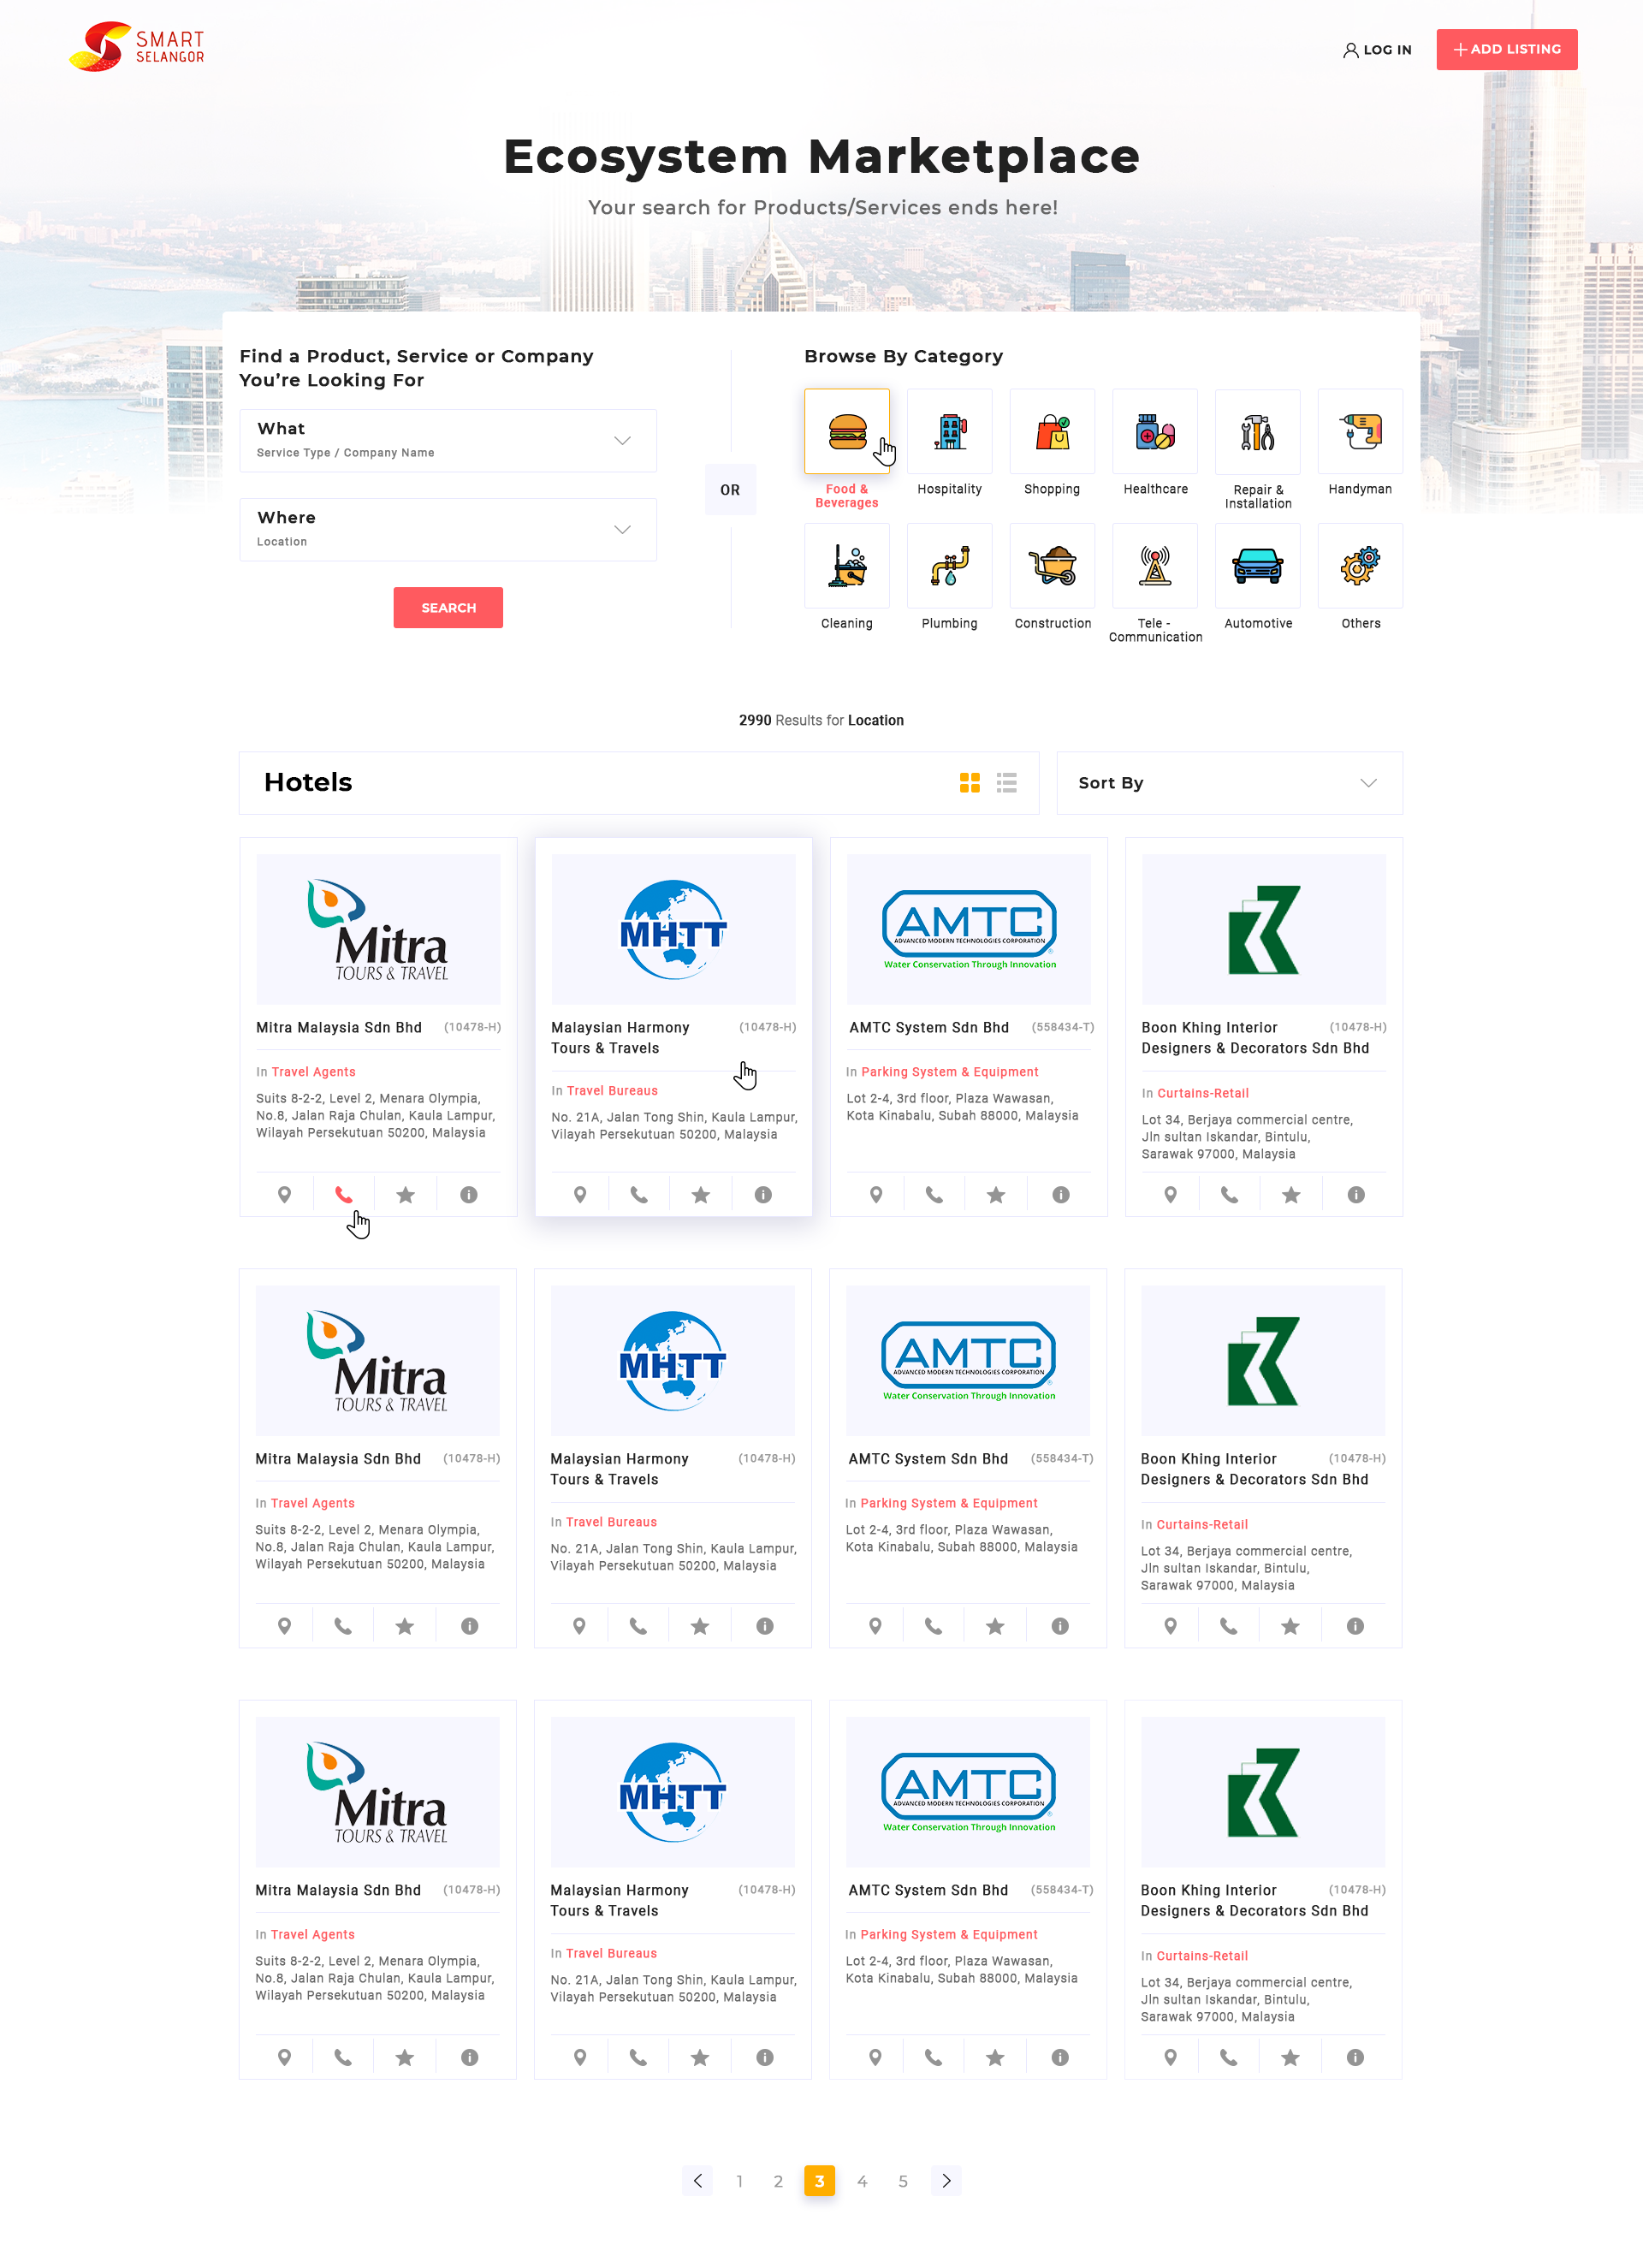 SMART
SELANGOR
LOG IN
ADD LISTING
Ecosystem Marketplace
Your search for Products/Services ends here!
Find a Product, Service or Company
You're Looking For
What
Service Type / Company Name
Where
Location
SEARCH
OR
Browse By Category
Food &
Beverages
Hospitality
Shopping
Healthcare
Repair &
Installation
Handyman
Cleaning
Plumbing
Construction
Tele -
Communication
Automotive
Others
2990 Results for Location
Hotels
Sort By
Mitra
TOURS & TRAVEL
Mitra Malaysia Sdn Bhd (10478-H)
In Travel Agents
Suits 8-2-2, Level 2, Menara Olympia,
No.8, Jalan Raja Chulan, Kaula Lampur,
Wilayah Persekutuan 50200, Malaysia
MHTT
Malaysian Harmony (10478-H)
Tours & Travels
In Travel Bureaus
No. 21A, Jalan Tong Shin, Kaula Lampur,
Vilayah Persekutuan 50200, Malaysia
AMTC
ADVANCED MODERN TECHNOLOGIES CORPORATION
Water Conservation Through Innovation
AMTC System Sdn Bhd (558434-T)
In Parking System & Equipment
Lot 2-4, 3rd floor, Plaza Wawasan,
Kota Kinabalu, Subah 88000, Malaysia
Boon Khing Interior (10478-H)
Designers & Decorators Sdn Bhd
In Curtains-Retail
Lot 34, Berjaya commercial centre,
Jln sultan Iskandar, Bintulu,
Sarawak 97000, Malaysia
Mitra
TOURS & TRAVEL
Mitra Malaysia Sdn Bhd (10478-H)
In Travel Agents
Suits 8-2-2, Level 2, Menara Olympia,
No.8, Jalan Raja Chulan, Kaula Lampur,
Wilayah Persekutuan 50200, Malaysia
MHTT
Malaysian Harmony (10478-H)
Tours & Travels
In Travel Bureaus
No. 21A, Jalan Tong Shin, Kaula Lampur,
Vilayah Persekutuan 50200, Malaysia
AMTC
ADVANCED MODERN TECHNOLOGIES CORPORATION
Water Conservation Through Innovation
AMTC System Sdn Bhd (558434-T)
In Parking System & Equipment
Lot 2-4, 3rd floor, Plaza Wawasan,
Kota Kinabalu, Subah 88000, Malaysia
Boon Khing Interior (10478-H)
Designers & Decorators Sdn Bhd
In Curtains-Retail
Lot 34, Berjaya commercial centre,
Jln sultan Iskandar, Bintulu,
Sarawak 97000, Malaysia
Mitra
TOURS & TRAVEL
Mitra Malaysia Sdn Bhd (10478-H)
In Travel Agents
Suits 8-2-2, Level 2, Menara Olympia,
No.8, Jalan Raja Chulan, Kaula Lampur,
Wilayah Persekutuan 50200, Malaysia
MHTT
Malaysian Harmony (10478-H)
Tours & Travels
In Travel Bureaus
No. 21A, Jalan Tong Shin, Kaula Lampur,
Vilayah Persekutuan 50200, Malaysia
AMTC
ADVANCED MODERN TECHNOLOGIES CORPORATION
Water Conservation Through Innovation
AMTC System Sdn Bhd (558434-T)
In Parking System & Equipment
Lot 2-4, 3rd floor, Plaza Wawasan,
Kota Kinabalu, Subah 88000, Malaysia
Boon Khing Interior (10478-H)
Designers & Decorators Sdn Bhd
In Curtains-Retail
Lot 34, Berjaya commercial centre,
Jln sultan Iskandar, Bintulu,
Sarawak 97000, Malaysia
1 2 3 4 5